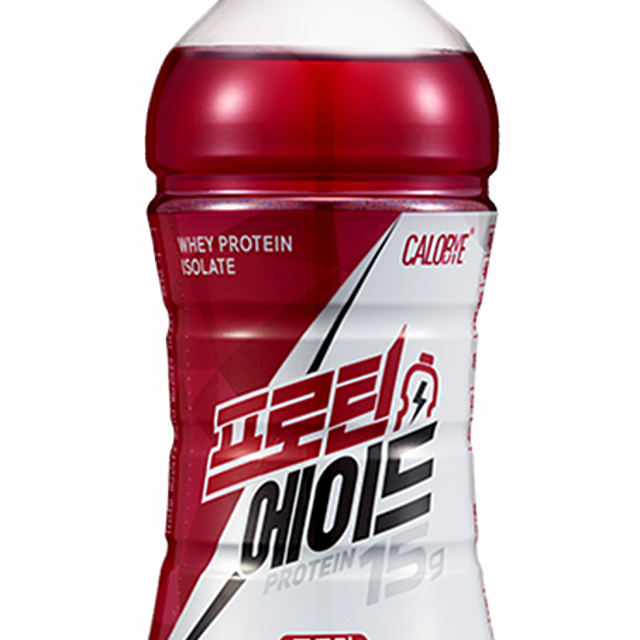 WHEY PROTEIN
ISOLATE
CALOBYE
프로틴
에이드
PROTEIN 15g